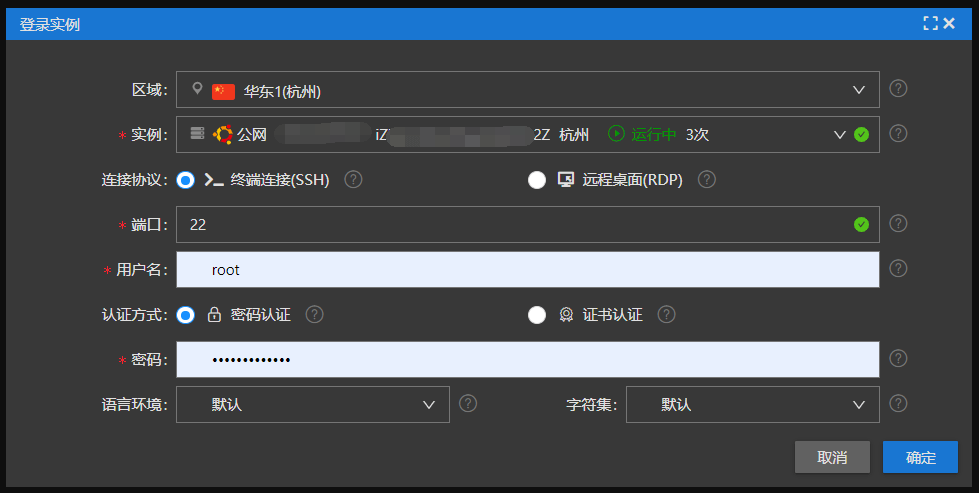 登录实例
区域: 华东1(杭州)
* 实例: 公网 iZ 2Z 杭州 运行中 3次
连接协议: 终端连接(SSH) 远程桌面(RDP)
* 端口: 22
* 用户名: root
认证方式: 密码认证 证书认证
* 密码: •••••••••••••
语言环境: 默认 字符集: 默认
取消 确定